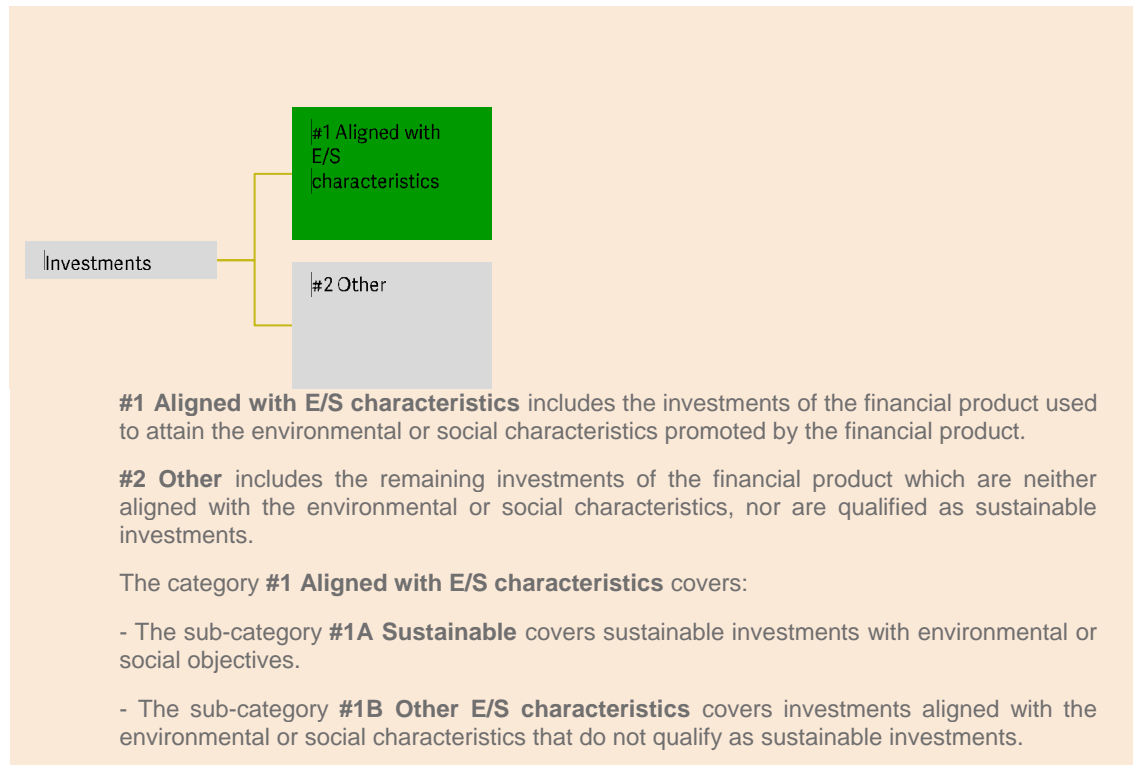 #1 Aligned with
E/S
characteristics
Investments
#2 Other
#1 Aligned with E/S characteristics includes the investments of the financial product used
to attain the environmental or social characteristics promoted by the financial product.
#2 Other includes the remaining investments of the financial product which are neither
aligned with the environmental or social characteristics, nor are qualified as sustainable
investments.
The category #1 Aligned with E/S characteristics covers:
- The sub-category #1A Sustainable covers sustainable investments with environmental or
social objectives.
- The sub-category #1B Other E/S characteristics covers investments aligned with the
environmental or social characteristics that do not qualify as sustainable investments.